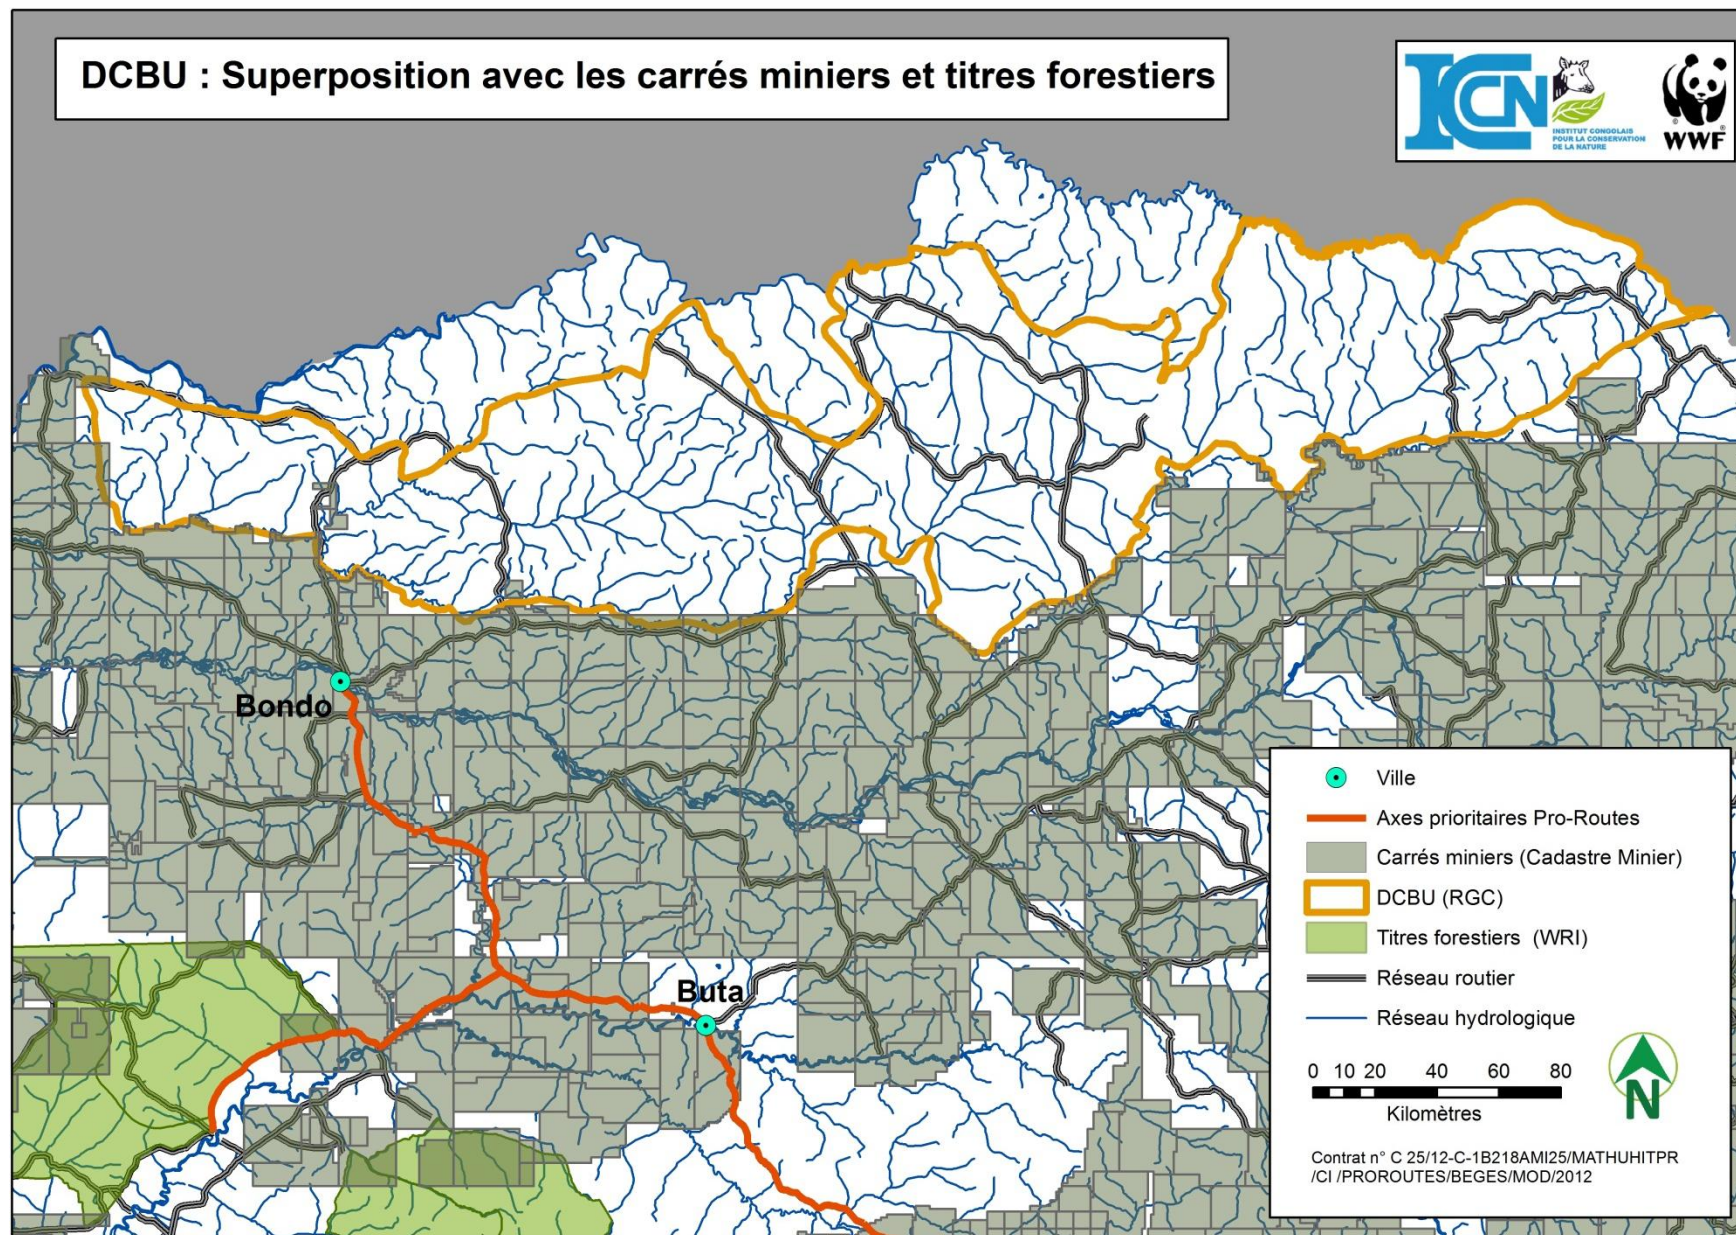 DCBU : Superposition avec les carrés miniers et titres forestiers
ICCN
INSTITUT CONGOLAIS
POUR LA CONSERVATION
DE LA NATURE
WWF
Bondo
Buta
Ville
Axes prioritaires Pro-Routes
Carrés miniers (Cadastre Minier)
DCBU (RGC)
Titres forestiers (WRI)
Réseau routier
Réseau hydrologique
0 10 20 40 60 80
Kilomètres
N
Contrat n° C 25/12-C-1B218AMI25/MATHUHITPR
/CI /PROROUTES/BEGES/MOD/2012